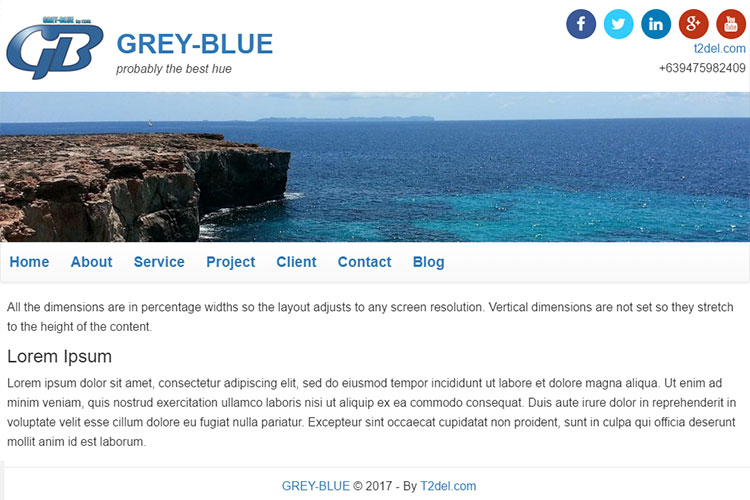 GREY-BLUE by t2DEL
GB
GREY-BLUE
probably the best hue
You
Tube
t2del.com
+639475982409
Home About Service Project Client Contact Blog
All the dimensions are in percentage widths so the layout adjusts to any screen resolution. Vertical dimensions are not set so they stretch
to the height of the content.
Lorem Ipsum
Lorem ipsum dolor sit amet, consectetur adipiscing elit, sed do eiusmod tempor incididunt ut labore et dolore magna aliqua. Ut enim ad
minim veniam, quis nostrud exercitation ullamco laboris nisi ut aliquip ex ea commodo consequat. Duis aute irure dolor in reprehenderit in
voluptate velit esse cillum dolore eu fugiat nulla pariatur. Excepteur sint occaecat cupidatat non proident, sunt in culpa qui officia deserunt
mollit anim id est laborum.
GREY-BLUE © 2017 - By T2del.com